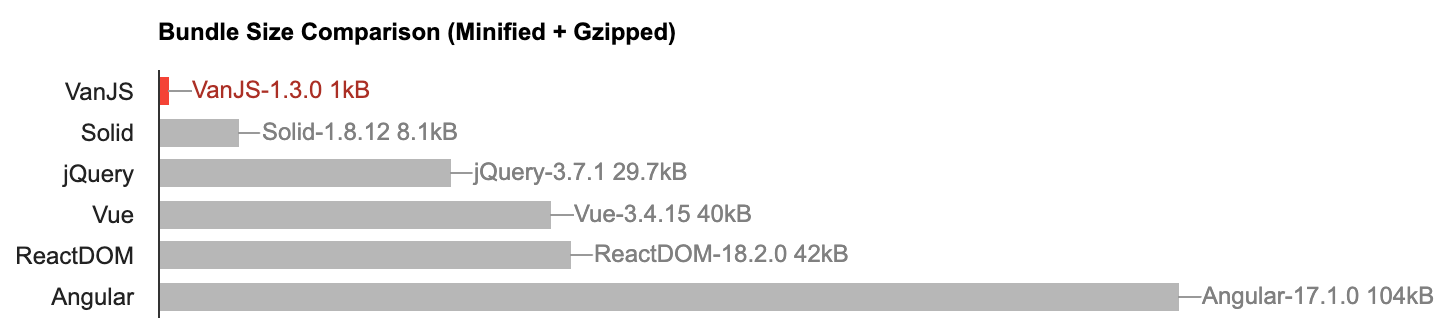 Bundle Size Comparison (Minified + Gzipped)
VanJS VanJS-1.3.0 1kB
Solid Solid-1.8.12 8.1kB
jQuery jQuery-3.7.1 29.7kB
Vue Vue-3.4.15 40kB
ReactDOM ReactDOM-18.2.0 42kB
Angular Angular-17.1.0 104kB